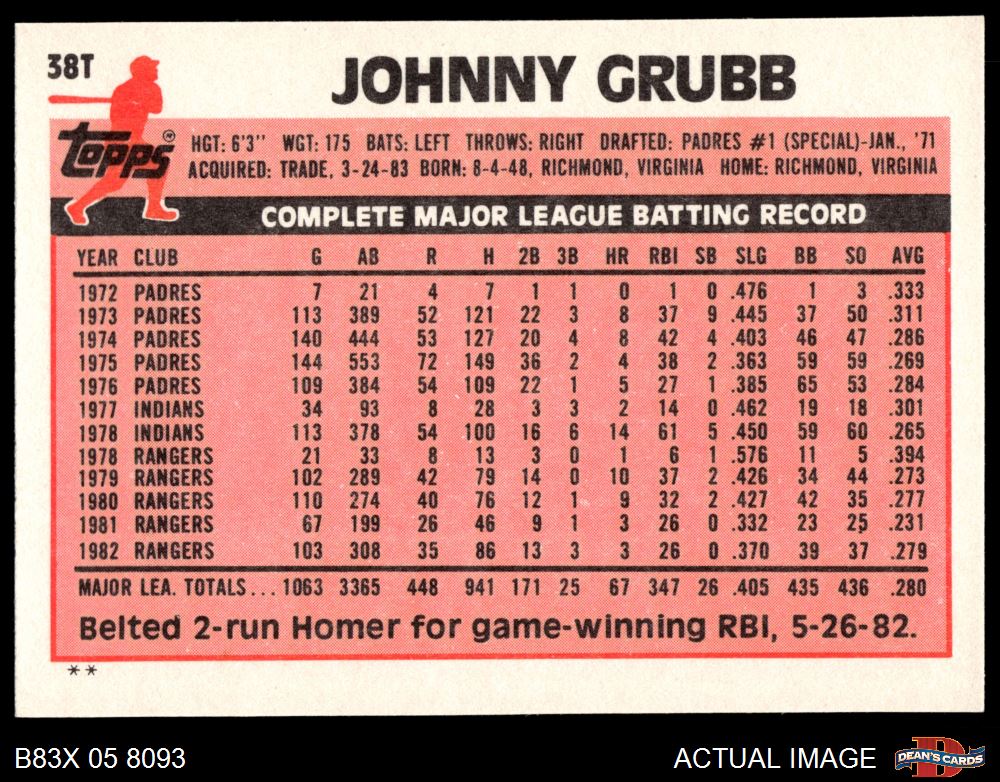 38T
JOHNNY GRUBB
Topps®
HGT: 6'3" WGT: 175 BATS: LEFT THROWS: RIGHT DRAFTED: PADRES #1 (SPECIAL)-JAN., '71
ACQUIRED: TRADE, 3-24-83 BORN: 8-4-48, RICHMOND, VIRGINIA HOME: RICHMOND, VIRGINIA
COMPLETE MAJOR LEAGUE BATTING RECORD
YEAR CLUB G AB R H 2B 3B HR RBI SB SLG BB SO AVG
1972 PADRES 7 21 4 7 1 1 0 1 0 .476 1 3 .333
1973 PADRES 113 389 52 121 22 3 8 37 9 .445 37 50 .311
1974 PADRES 140 444 53 127 20 4 8 42 4 .403 46 47 .286
1975 PADRES 144 553 72 149 36 2 4 38 2 .363 59 59 .269
1976 PADRES 109 384 54 109 22 1 5 27 1 .385 65 53 .284
1977 INDIANS 34 93 8 28 3 3 2 14 0 .462 19 18 .301
1978 INDIANS 113 378 54 100 16 6 14 61 5 .450 59 60 .265
1978 RANGERS 21 33 8 13 3 0 1 6 1 .576 11 5 .394
1979 RANGERS 102 289 42 79 14 0 10 37 2 .426 34 44 .273
1980 RANGERS 110 274 40 76 12 1 9 32 2 .427 42 35 .277
1981 RANGERS 67 199 26 46 9 1 3 26 0 .332 23 25 .231
1982 RANGERS 103 308 35 86 13 3 3 26 0 .370 39 37 .279
MAJOR LEA. TOTALS... 1063 3365 448 941 171 25 67 347 26 .405 435 436 .280
Belted 2-run Homer for game-winning RBI, 5-26-82.
**
B83X 05 8093
ACTUAL IMAGE
D
DEAN'S CARDS